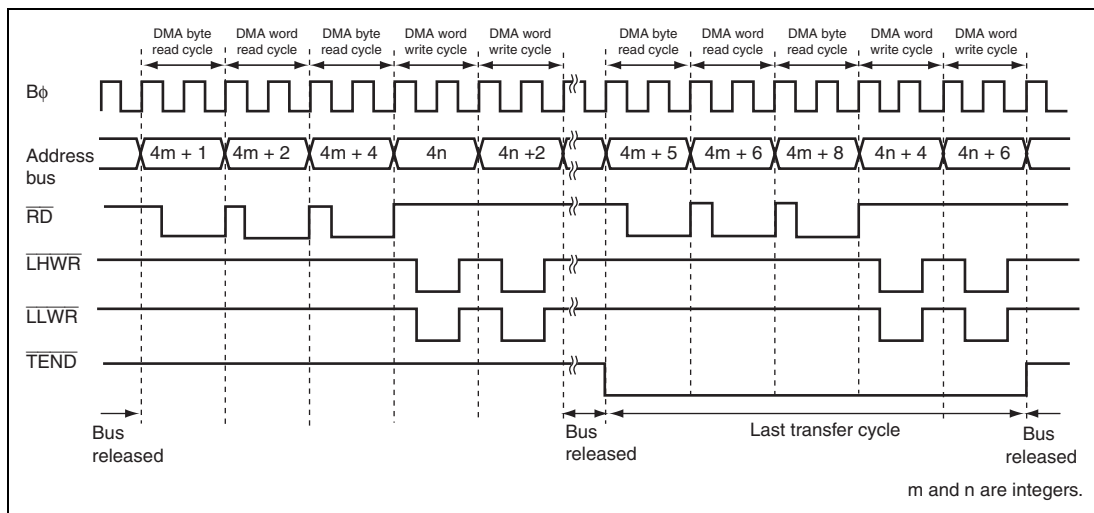 DMA byte read cycle
DMA word read cycle
DMA byte read cycle
DMA word write cycle
DMA word write cycle
DMA byte read cycle
DMA word read cycle
DMA byte read cycle
DMA word write cycle
DMA word write cycle
Bφ
Address bus
4m + 1
4m + 2
4m + 4
4n
4n +2
4m + 5
4m + 6
4m + 8
4n + 4
4n + 6
RD
LHWR
LLWR
TEND
Bus released
Bus released
Last transfer cycle
Bus released
m and n are integers.